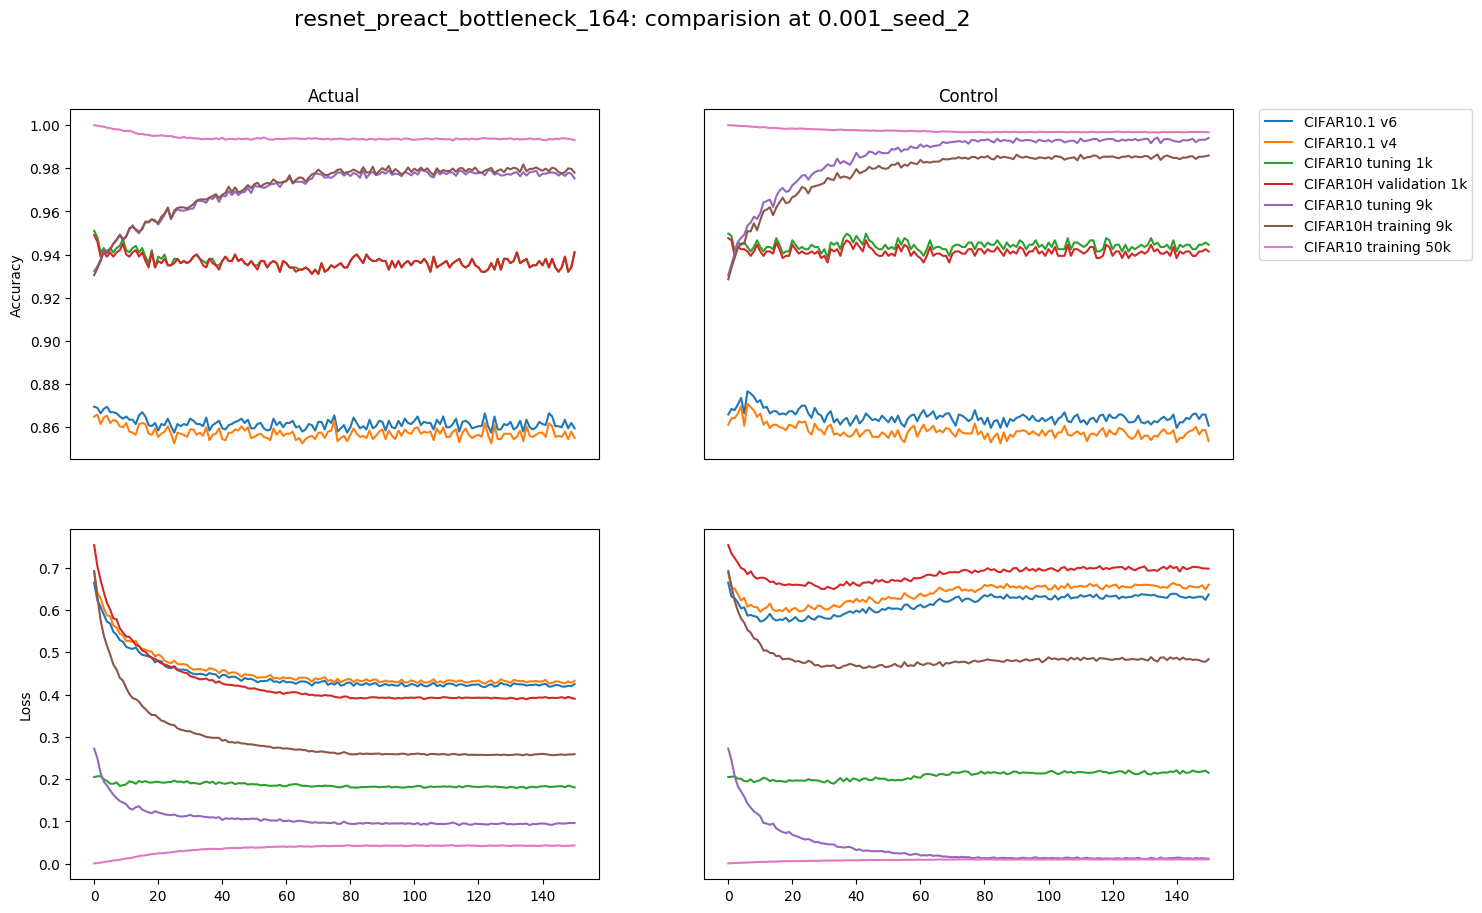 resnet_preact_bottleneck_164: comparision at 0.001_seed_2
Actual
Control
Accuracy
1.00
0.98
0.96
0.94
0.92
0.90
0.88
0.86
CIFAR10.1 v6
CIFAR10.1 v4
CIFAR10 tuning 1k
CIFAR10H validation 1k
CIFAR10 tuning 9k
CIFAR10H training 9k
CIFAR10 training 50k
Loss
0.7
0.6
0.5
0.4
0.3
0.2
0.1
0.0
0 20 40 60 80 100 120 140
0 20 40 60 80 100 120 140